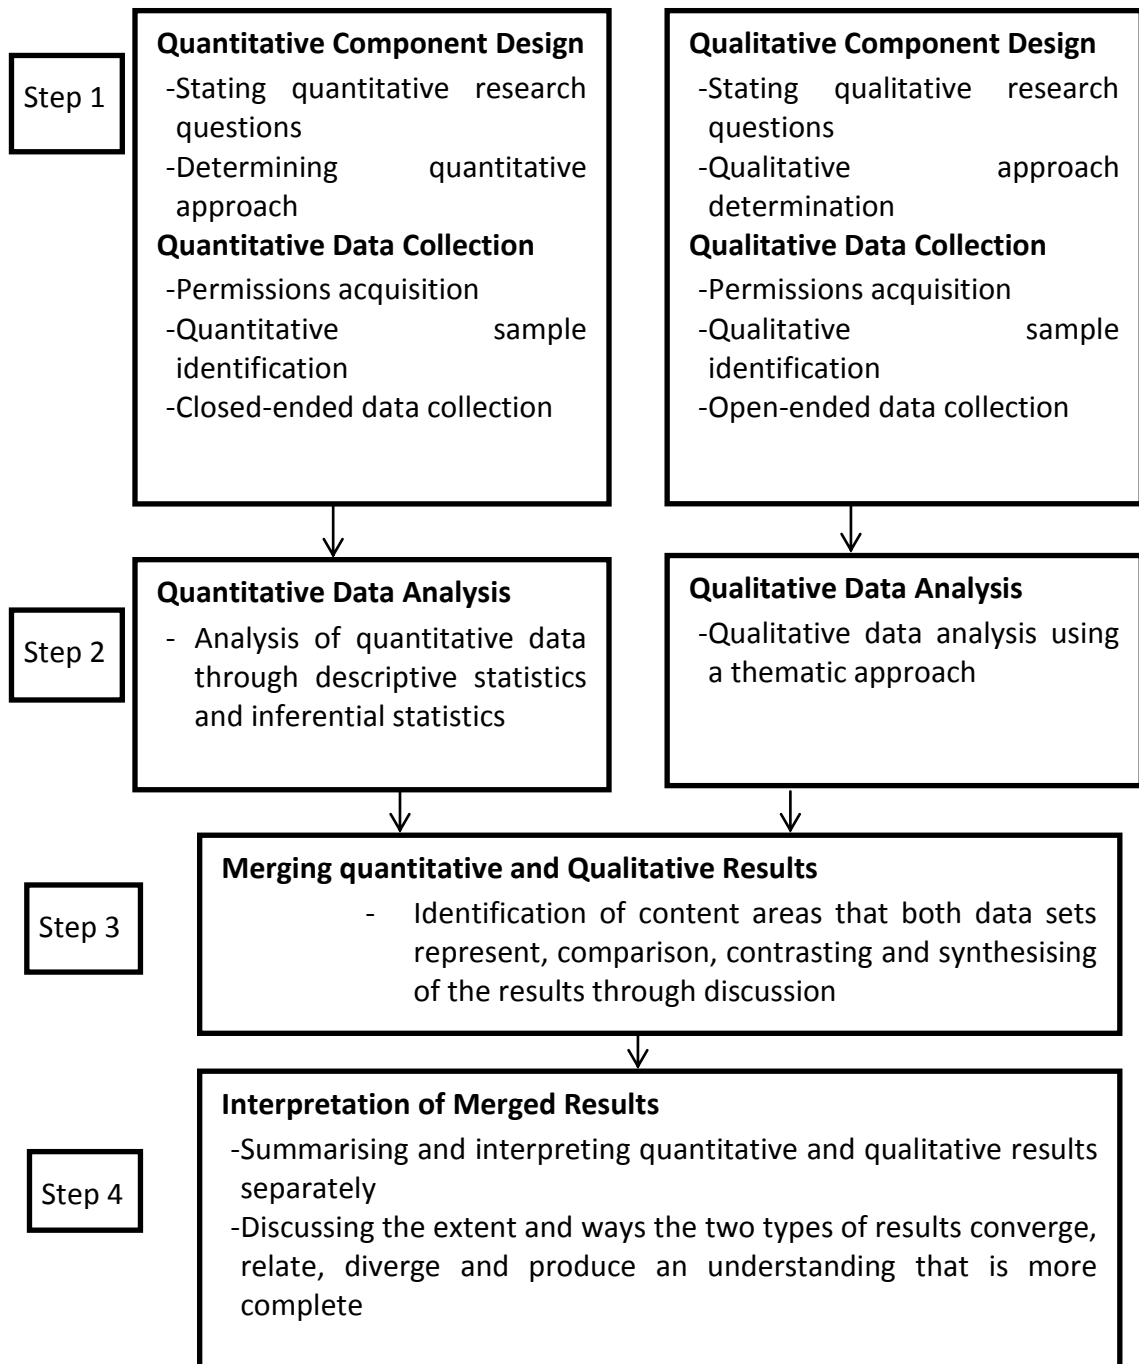 Step 1
Quantitative Component Design
-Stating quantitative research
questions
-Determining quantitative
approach
Quantitative Data Collection
-Permissions acquisition
-Quantitative sample
identification
-Closed-ended data collection
Qualitative Component Design
-Stating qualitative research
questions
-Qualitative approach
determination
Qualitative Data Collection
-Permissions acquisition
-Qualitative sample
identification
-Open-ended data collection
Step 2
Quantitative Data Analysis
- Analysis of quantitative data
through descriptive statistics
and inferential statistics
Qualitative Data Analysis
-Qualitative data analysis using
a thematic approach
Step 3
Merging quantitative and Qualitative Results
- Identification of content areas that both data sets
represent, comparison, contrasting and synthesising
of the results through discussion
Step 4
Interpretation of Merged Results
-Summarising and interpreting quantitative and qualitative results
separately
-Discussing the extent and ways the two types of results converge,
relate, diverge and produce an understanding that is more
complete